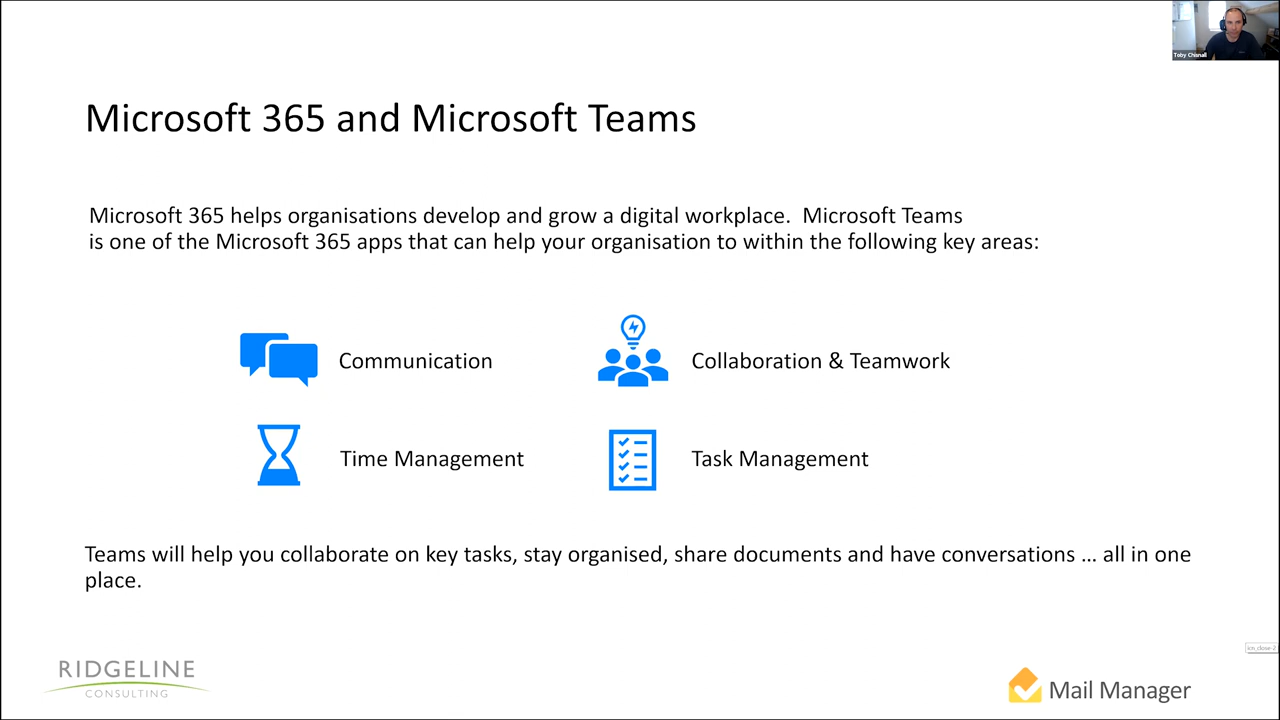 Toby Chisnall
Microsoft 365 and Microsoft Teams
Microsoft 365 helps organisations develop and grow a digital workplace.  Microsoft Teams
is one of the Microsoft 365 apps that can help your organisation to within the following key areas:
Communication
Collaboration & Teamwork
Time Management
Task Management
Teams will help you collaborate on key tasks, stay organised, share documents and have conversations ... all in one
place.
icn_close-2
RIDGELINE
CONSULTING
Mail Manager